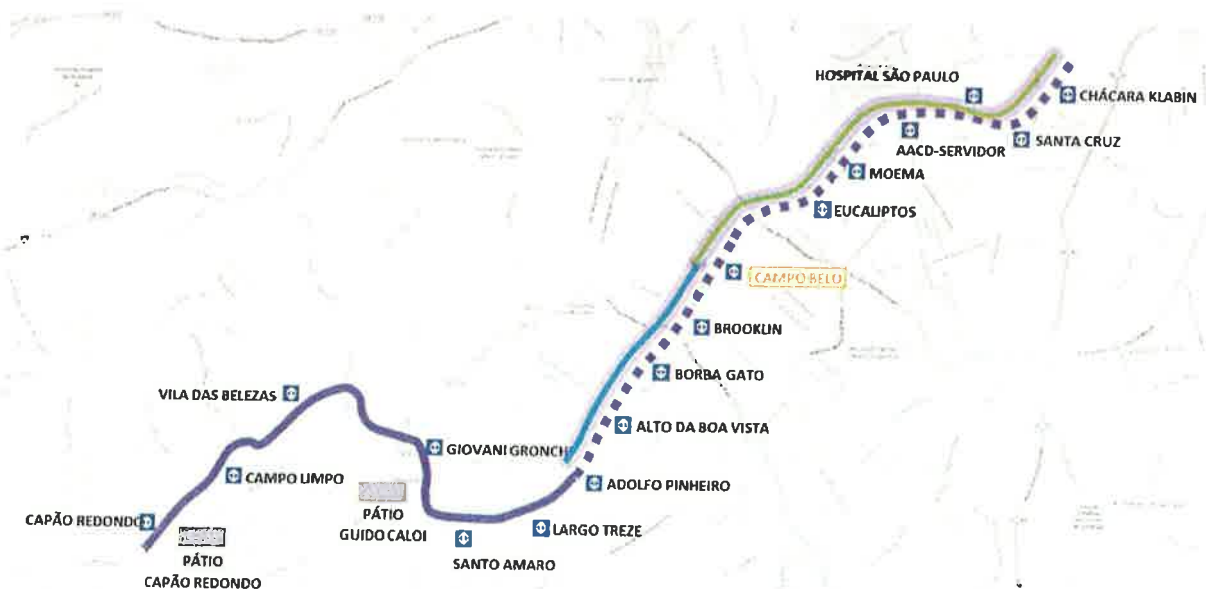 HOSPITAL SÃO PAULO
CHÁCARA KLABIN
SANTA CRUZ
AACD-SERVIDOR
MOEMA
EUCALIPTOS
CAMPO BELO
BROOKLIN
BORBA GATO
ALTO DA BOA VISTA
VILA DAS BELEZAS
GIOVANI GRONCH
CAMPO LIMPO
ADOLFO PINHEIRO
CAPÃO REDONDO
PÁTIO
GUIDO CALOI
LARGO TREZE
SANTO AMARO
PÁTIO
CAPÃO REDONDO